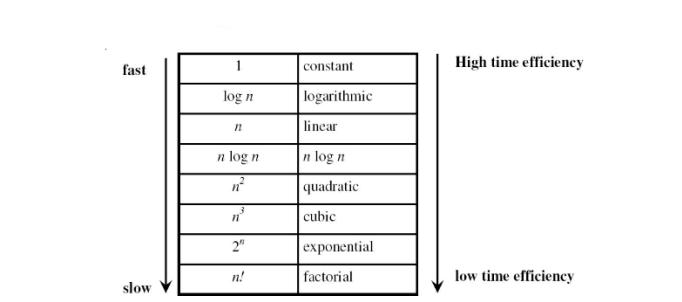 High time efficiency
fast
1 constant
log n logarithmic
n linear
n log n n log n
n² quadratic
n³ cubic
2ⁿ exponential
n! factorial
slow
low time efficiency